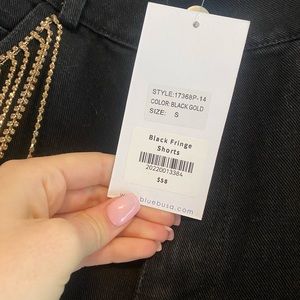 STYLE:17368P-14
COLOR:BLACK GOLD
SIZE: S
Black Fringe
Shorts
20220013384
$58
bluebusa.com